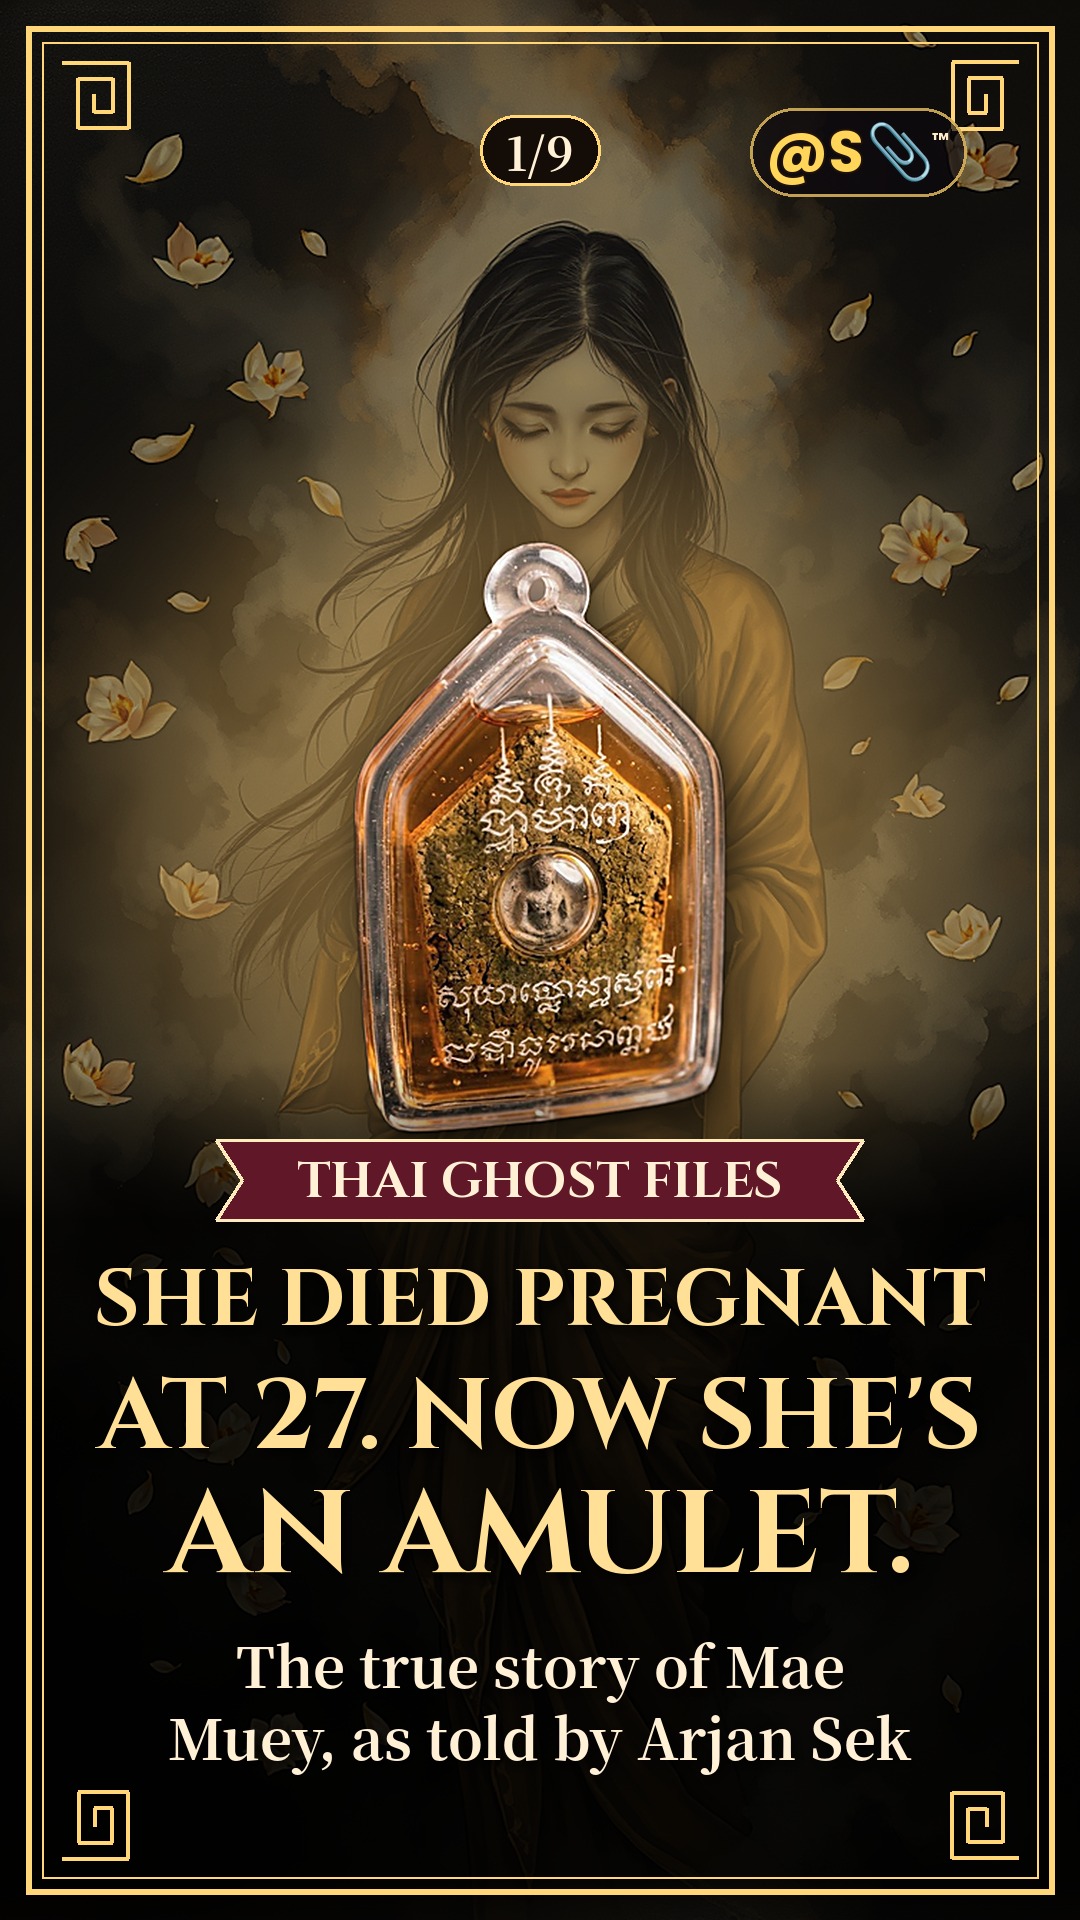 1/9
@S📎™
THAI GHOST FILES
SHE DIED PREGNANT
AT 27. NOW SHE'S
AN AMULET.
The true story of Mae
Muey, as told by Arjan Sek